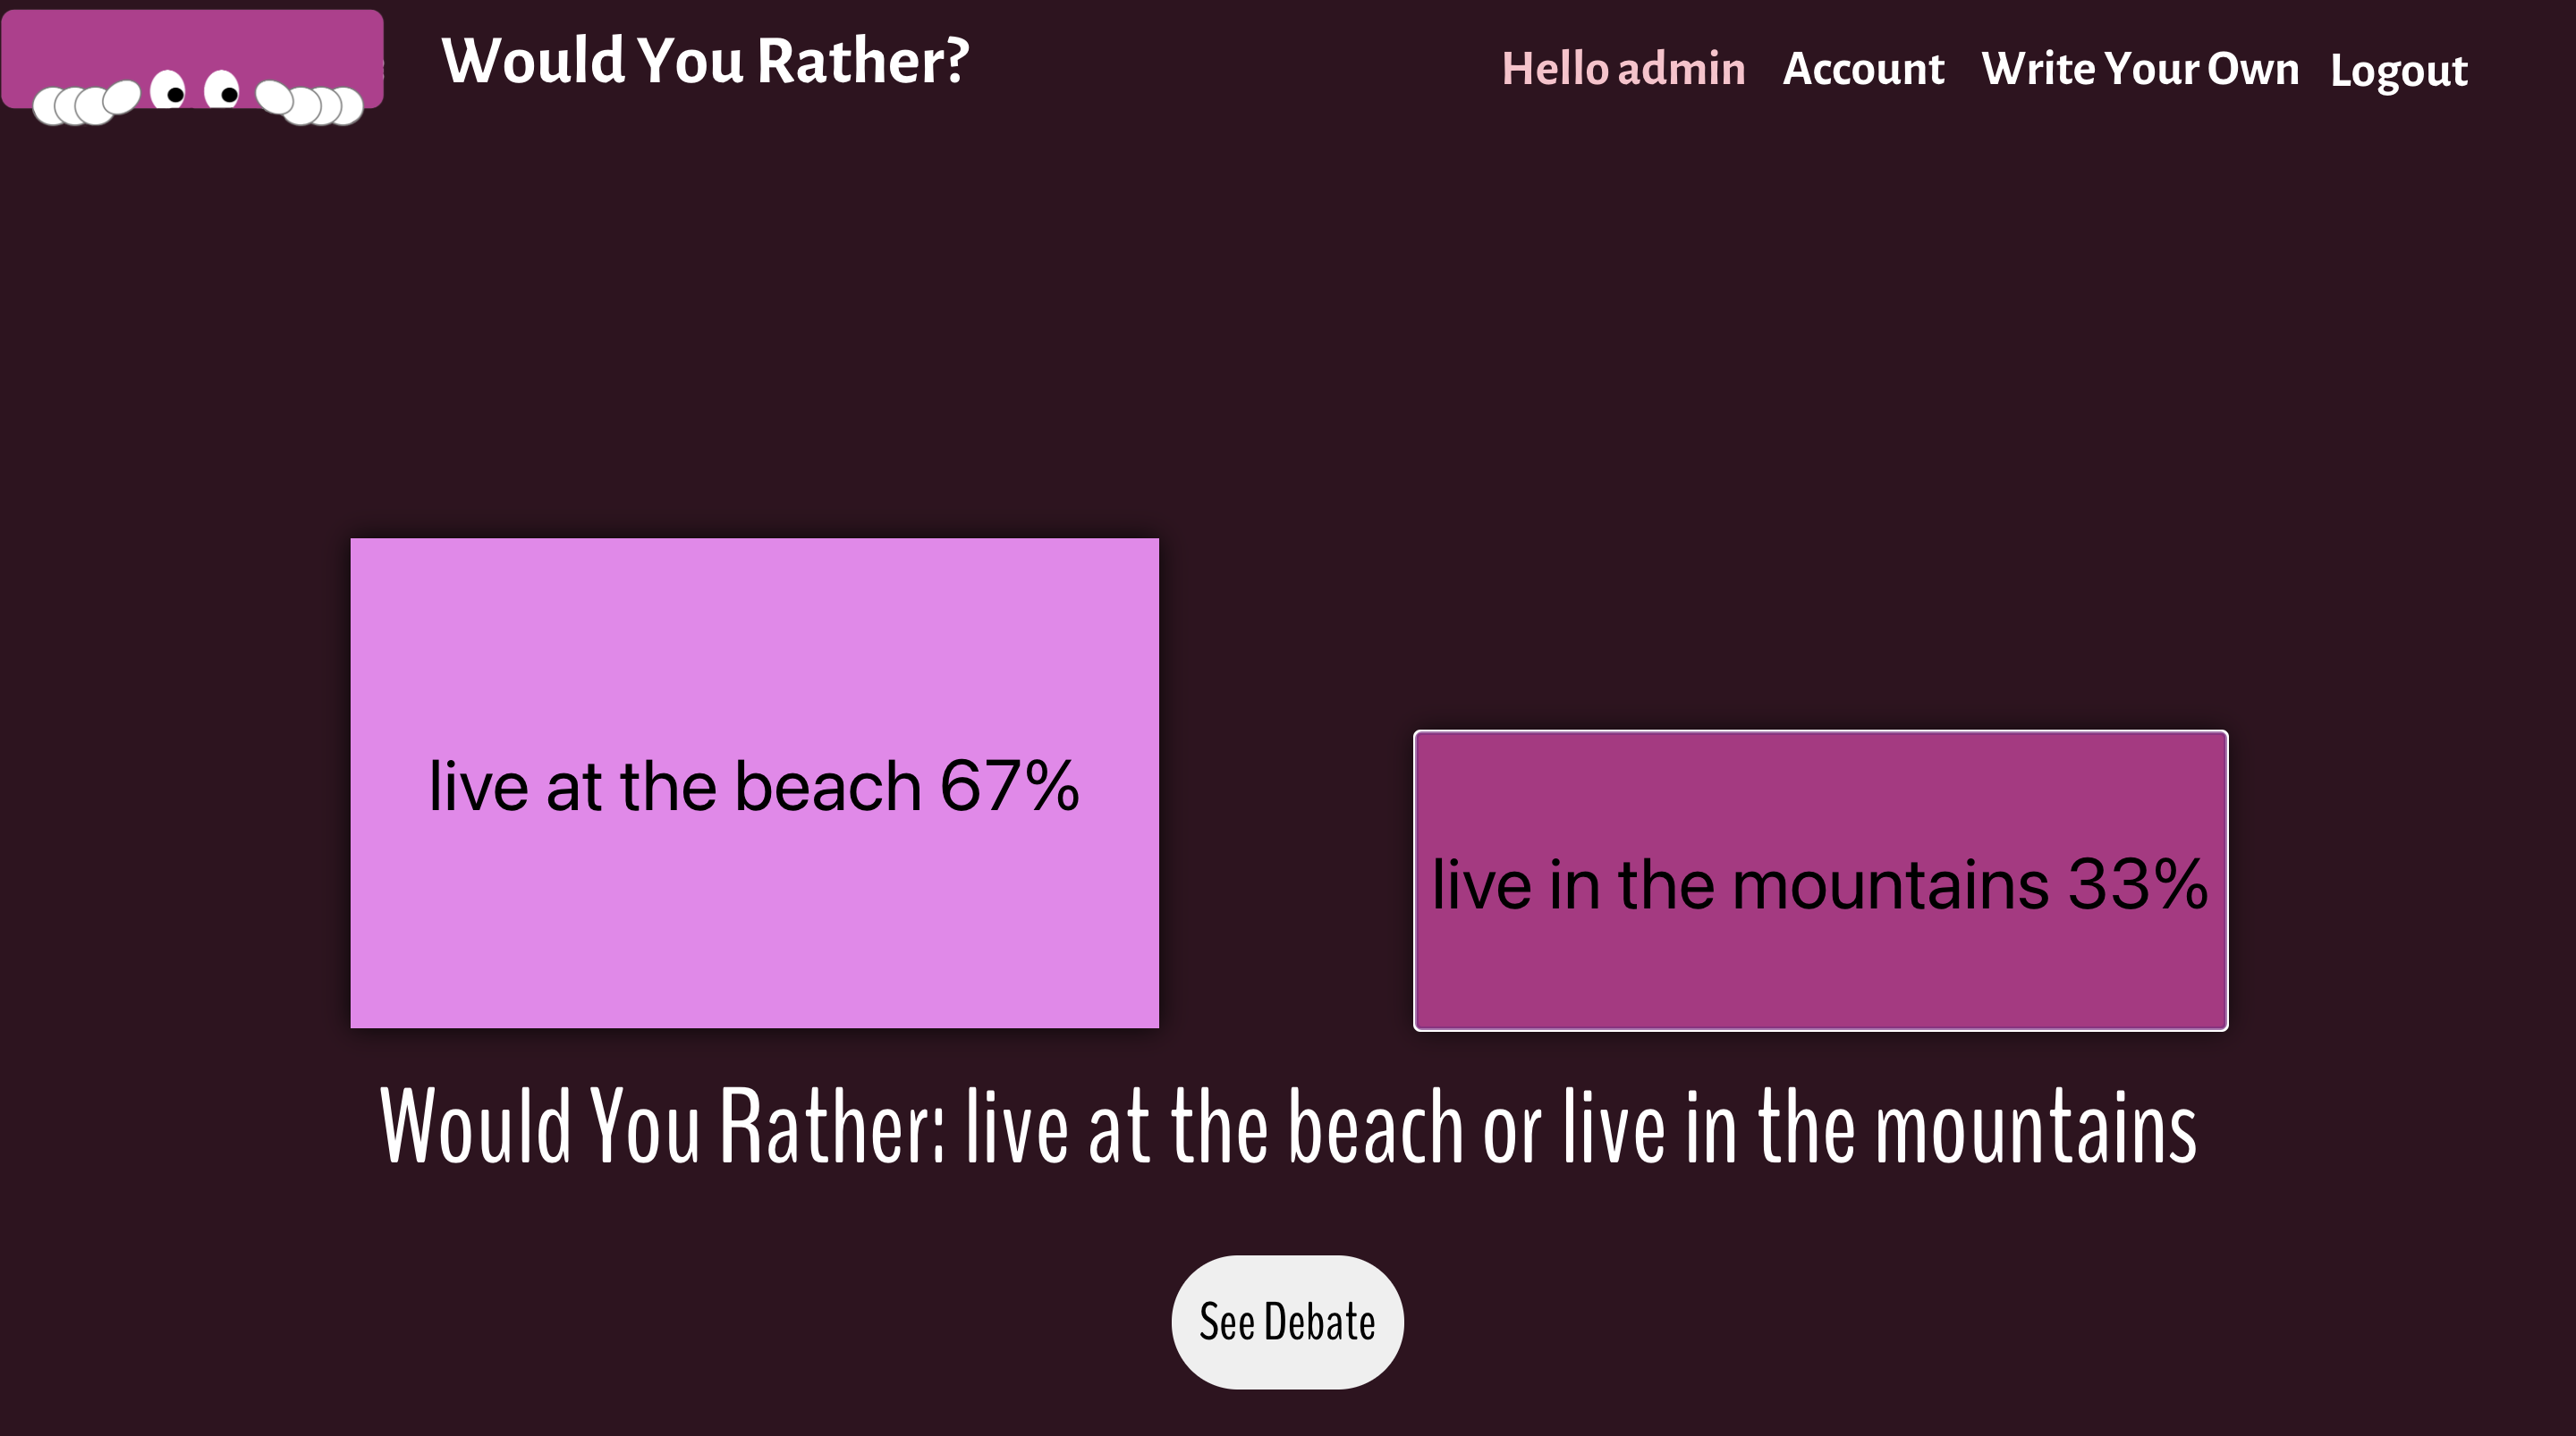 Would You Rather?
Hello admin
Account
Write Your Own
Logout
live at the beach 67%
live in the mountains 33%
Would You Rather: live at the beach or live in the mountains
See Debate